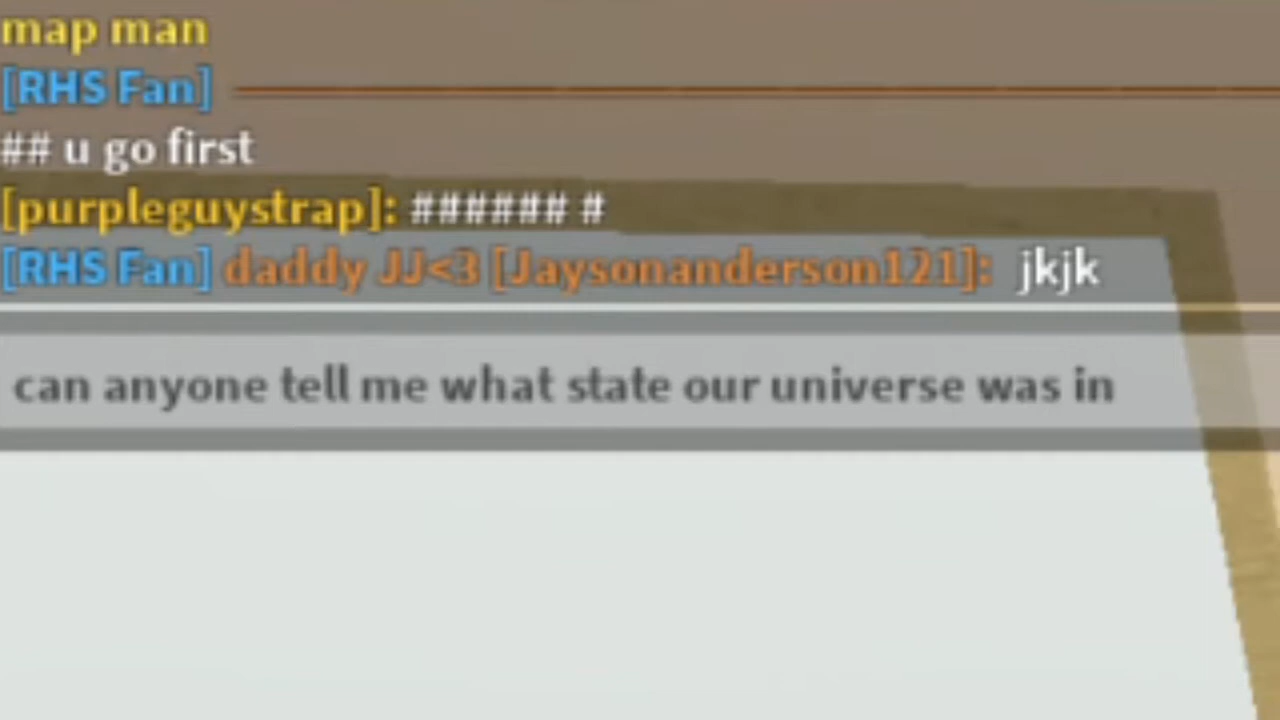 map man
[RHS Fan]
## u go first
[purpleguystrap]: ###### #
[RHS Fan] daddy JJ<3 [Jaysonanderson121]: jkjk
can anyone tell me what state our universe was in